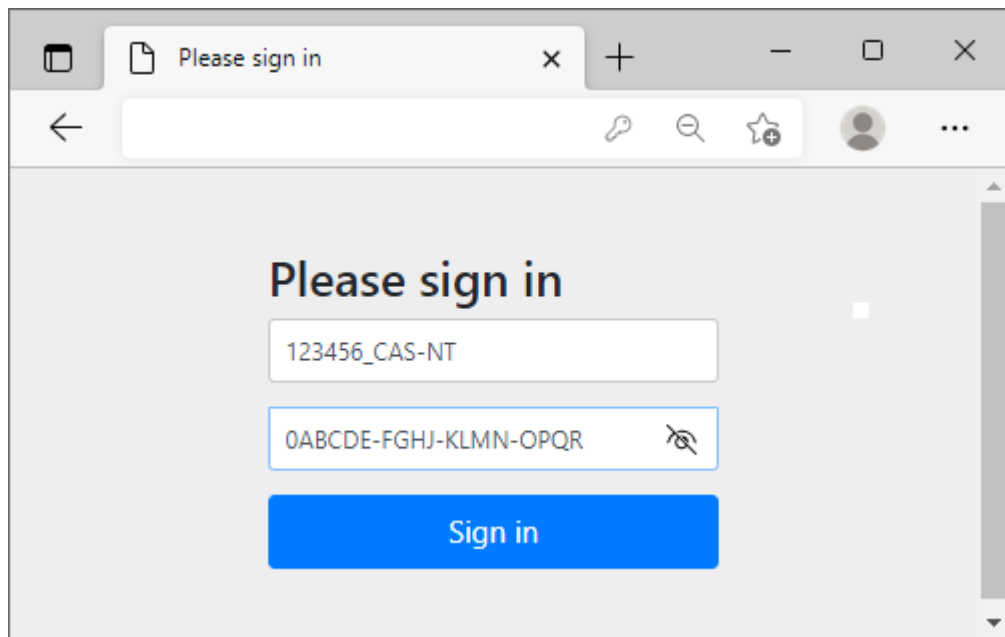 Please sign in
Please sign in
123456_CAS-NT
0ABCDE-FGHJ-KLMN-OPQR
Sign in